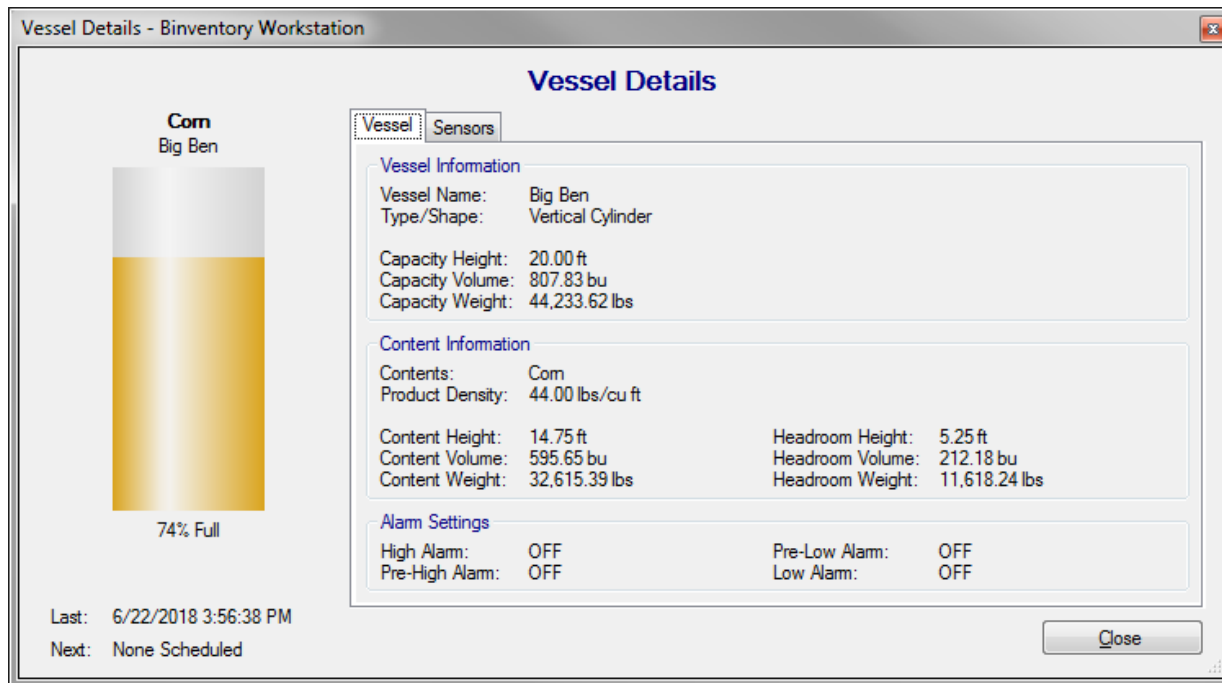 Vessel Details - Binventory Workstation
Vessel Details
Corn
Big Ben
74% Full
Last: 6/22/2018 3:56:38 PM
Next: None Scheduled
Vessel Sensors
Vessel Information
Vessel Name: Big Ben
Type/Shape: Vertical Cylinder
Capacity Height: 20.00 ft
Capacity Volume: 807.83 bu
Capacity Weight: 44,233.62 lbs
Content Information
Contents: Corn
Product Density: 44.00 lbs/cu ft
Content Height: 14.75 ft Headroom Height: 5.25 ft
Content Volume: 595.65 bu Headroom Volume: 212.18 bu
Content Weight: 32,615.39 lbs Headroom Weight: 11,618.24 lbs
Alarm Settings
High Alarm: OFF Pre-Low Alarm: OFF
Pre-High Alarm: OFF Low Alarm: OFF
Close